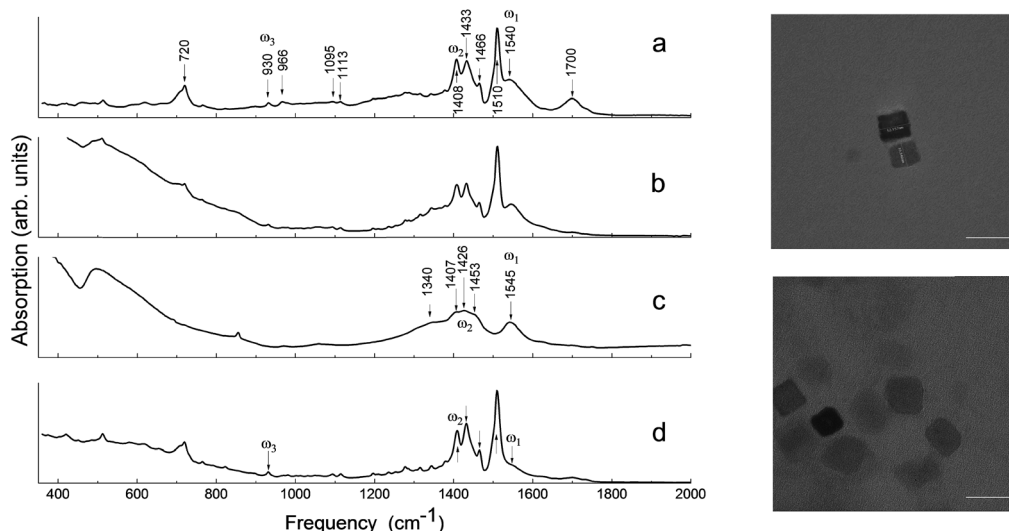 ω3
ω2
ω1
720
930
966
1095
1113
1408
1433
1466
1510
1540
1700
a
Absorption (arb. units)
b
1340
1407
1426
1453
ω2
ω1
1545
c
ω3
ω2
ω1
d
400 600 800 1000 1200 1400 1600 1800 2000
Frequency (cm-1)